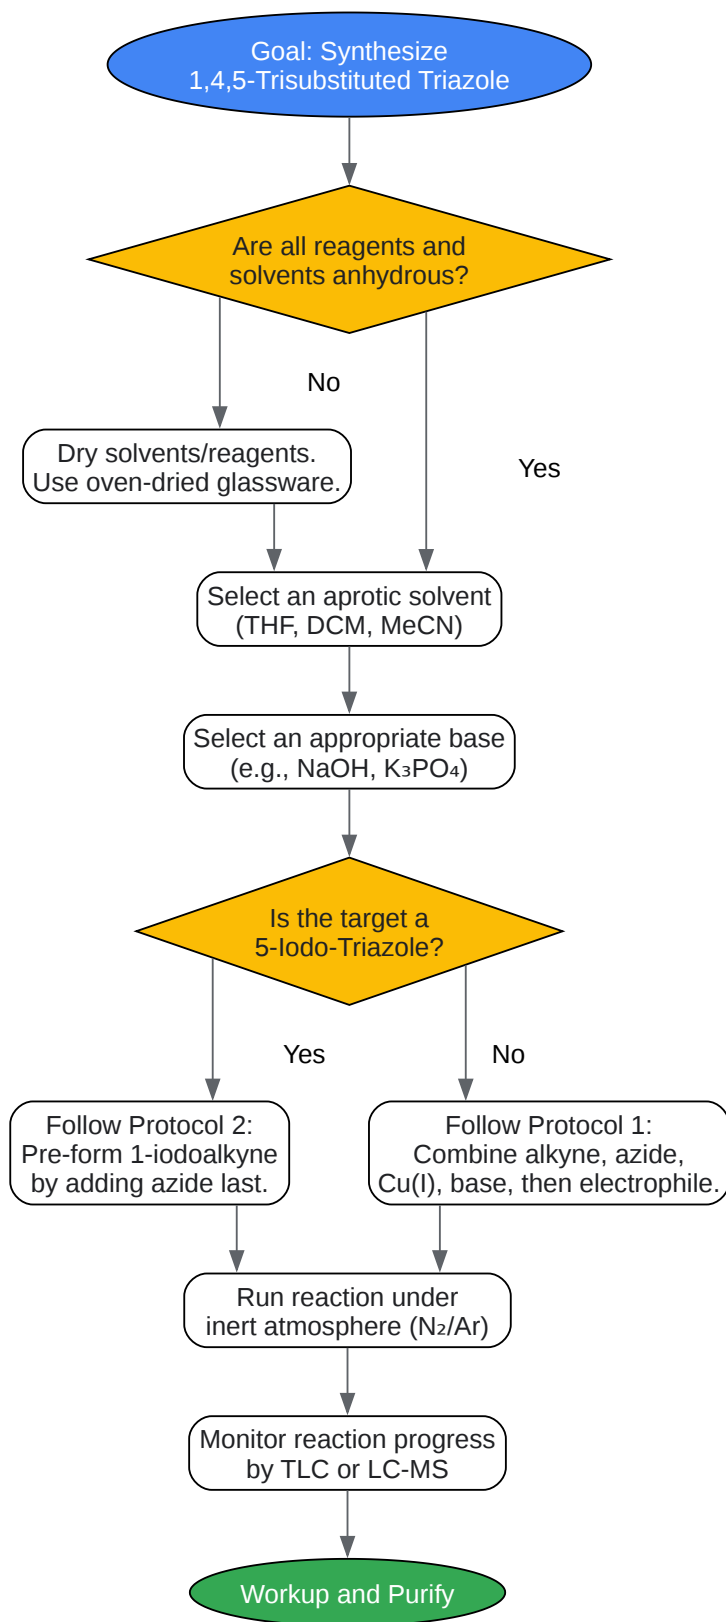 Goal: Synthesize
1,4,5-Trisubstituted Triazole
Are all reagents and
solvents anhydrous?
No
Dry solvents/reagents.
Use oven-dried glassware.
Yes
Select an aprotic solvent
(THF, DCM, MeCN)
Select an appropriate base
(e.g., NaOH, K₃PO₄)
Is the target a
5-Iodo-Triazole?
Yes
No
Follow Protocol 2:
Pre-form 1-iodoalkyne
by adding azide last.
Follow Protocol 1:
Combine alkyne, azide,
Cu(I), base, then electrophile.
Run reaction under
inert atmosphere (N₂/Ar)
Monitor reaction progress
by TLC or LC-MS
Workup and Purify